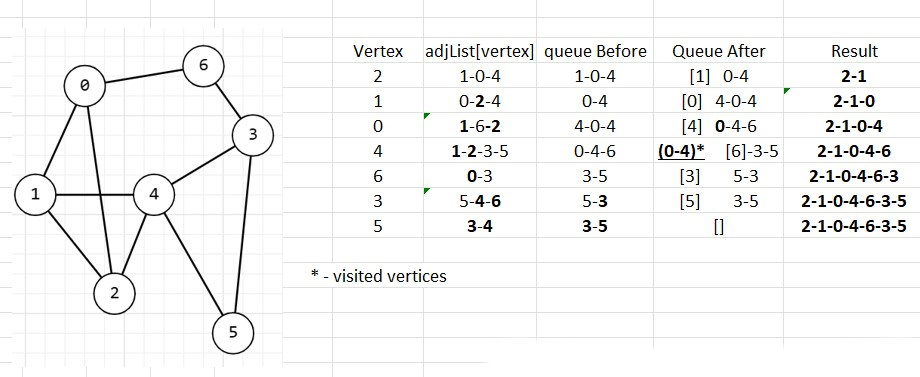 0
6
3
1
4
2
5
Vertex adjList[vertex] queue Before Queue After Result
2 1-0-4 1-0-4 [1] 0-4 2-1
1 0-2-4 0-4 [0] 4-0-4 2-1-0
0 1-6-2 4-0-4 [4] 0-4-6 2-1-0-4
4 1-2-3-5 0-4-6 (0-4)* [6]-3-5 2-1-0-4-6
6 0-3 3-5 [3] 5-3 2-1-0-4-6-3
3 5-4-6 5-3 [5] 3-5 2-1-0-4-6-3-5
5 3-4 3-5 [] 2-1-0-4-6-3-5
* - visited vertices